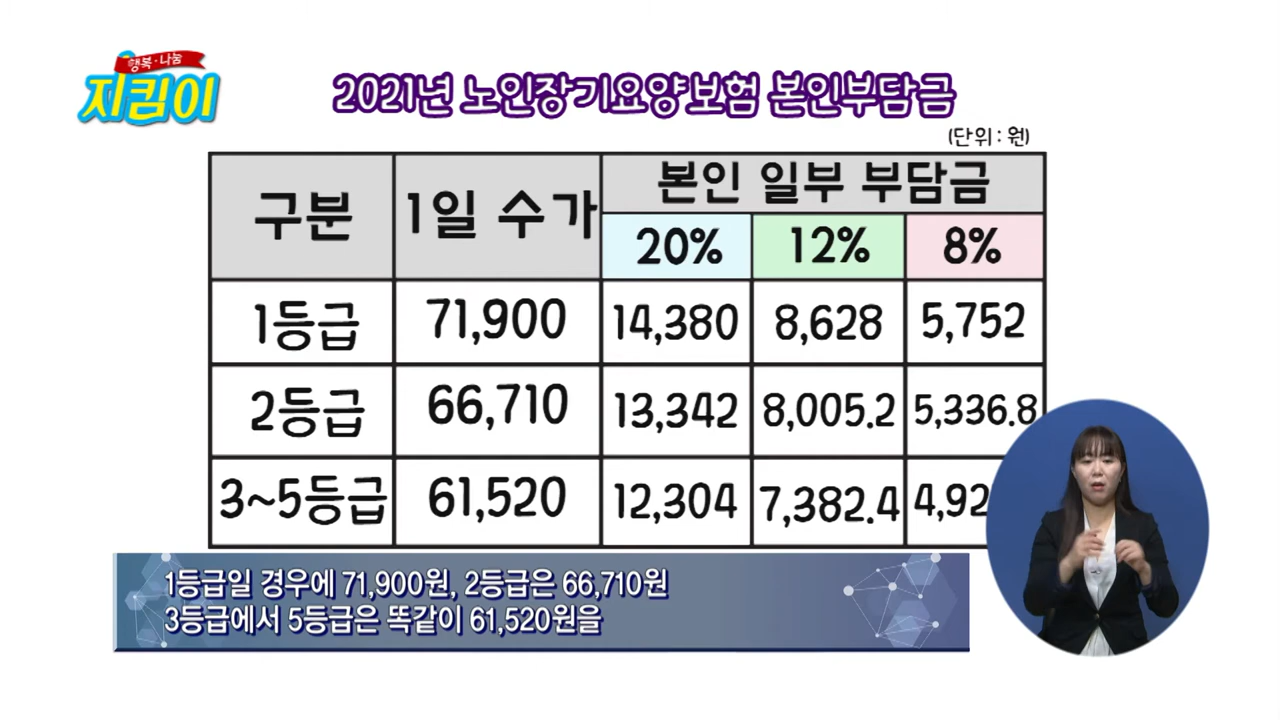 행복·나눔
지킴이
2021년 노인장기요양보험 본인부담금
(단위 : 원)
구분 1일 수가 본인 일부 부담금
20% 12% 8%
1등급 71,900 14,380 8,628 5,752
2등급 66,710 13,342 8,005.2 5,336.8
3~5등급 61,520 12,304 7,382.4
1등급일 경우에 71,900원, 2등급은 66,710원
3등급에서 5등급은 똑같이 61,520원을